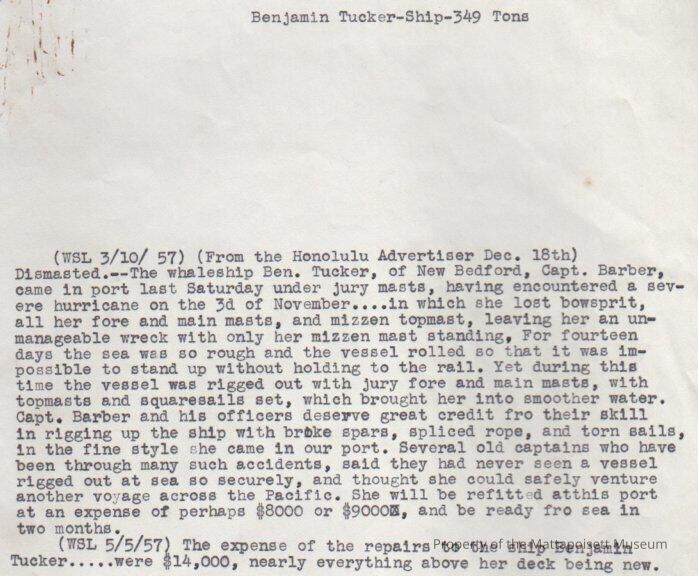 Benjamin Tucker-Ship-349 Tons
(WSL 3/10/ 57) (From the Honolulu Advertiser Dec. 18th)
Dismasted.--The whaleship Ben. Tucker, of New Bedford, Capt. Barber,
came in port last Saturday under jury masts, having encountered a sev-
ere hurricane on the 3d of November....in which she lost bowsprit,
all her fore and main masts, and mizzen topmast, leaving her an un-
manageable wreck with only her mizzen mast standing, For fourteen
days the sea was so rough and the vessel rolled so that it was im-
possible to stand up without holding to the rail. Yet during this
time the vessel was rigged out with jury fore and main masts, with
topmasts and squaresails set, which brought her into smoother water.
Capt. Barber and his officers deserve great credit fro their skill
in rigging up the ship with broke spars, spliced rope, and torn sails,
in the fine style she came in our port. Several old captains who have
been through many such accidents, said they had never seen a vessel
rigged out at sea so securely, and thought she could safely venture
another voyage across the Pacific. She will be refitted atthis port
at an expense of perhaps $8000 or $9000, and be ready fro sea in
two months.
(WSL 5/5/57) The expense of the repairs to the ship Benjamin
Tucker.....were $14,000, nearly everything above her deck being new.
Property of the Mattapoisett Museum